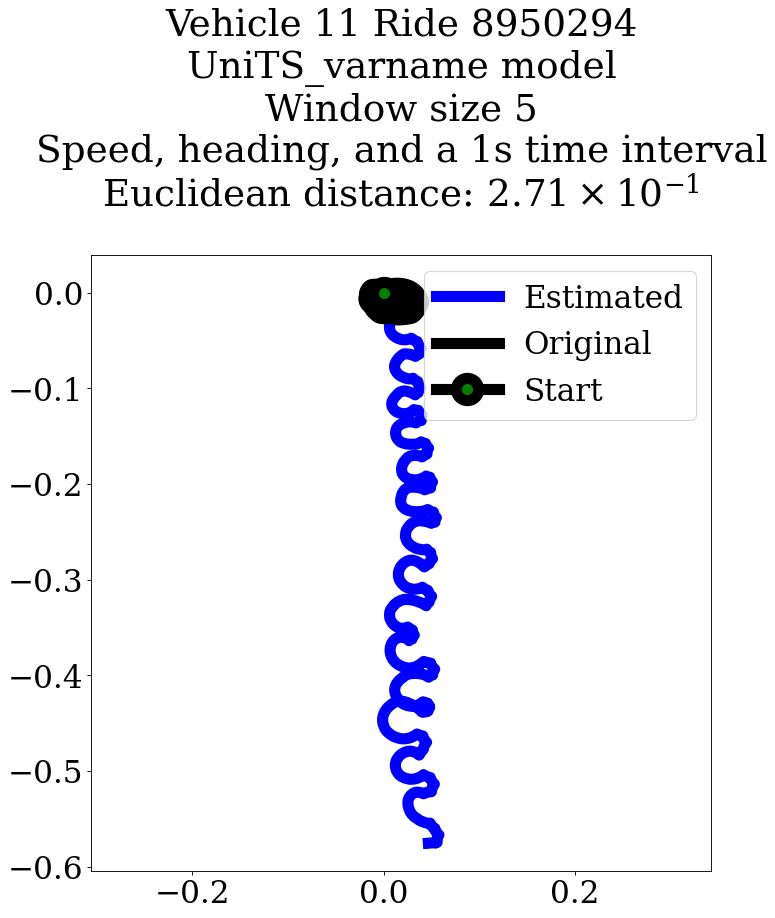 Vehicle 11 Ride 8950294
UniTS_varname model
Window size 5
Speed, heading, and a 1s time interval
Euclidean distance: 2.71 × 10⁻¹
Estimated
Original
Start
0.0
−0.1
−0.2
−0.3
−0.4
−0.5
−0.6
−0.2 0.0 0.2